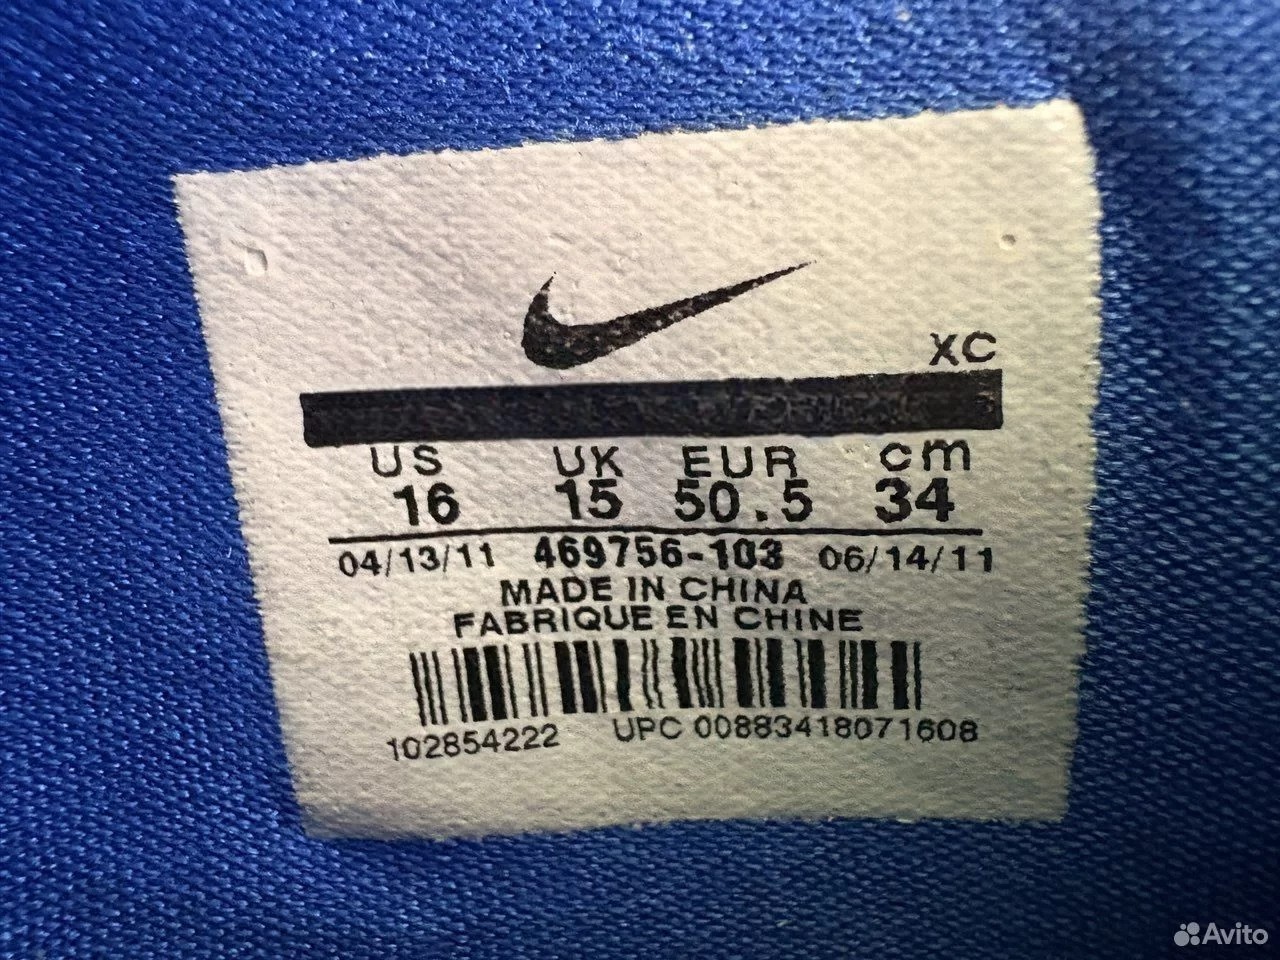 XC
US UK EUR cm
16 15 50.5 34
04/13/11 469756-103 06/14/11
MADE IN CHINA
FABRIQUE EN CHINE
102854222 UPC 00883418071608
Avito